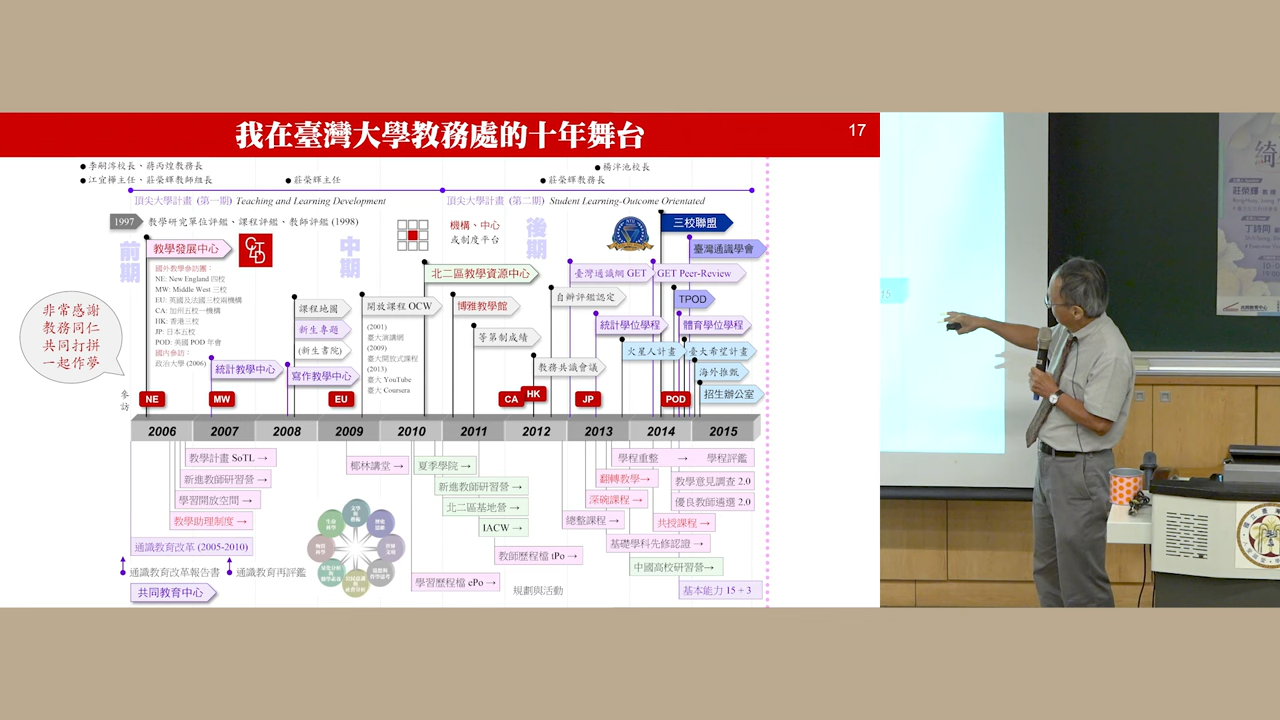 我在臺灣大學教務處的十年舞台
17
● 李嗣涔校長、蔣丙煌教務長
● 江宜樺主任、莊榮輝教師組長
● 莊榮輝主任
● 楊泮池校長
● 莊榮輝教務長
頂尖大學計畫 (第一期) Teaching and Learning Development
頂尖大學計畫 (第二期) Student Learning-Outcome Orientated
1997
教學研究單位評鑑、課程評鑑、教師評鑑 (1998)
前期
中期
後期
教學發展中心
CTLD
機構、中心
或制度平台
三校聯盟
臺灣通識學會
國外教學參訪團:
NE: New England 四校
MW: Middle West 三校
EU: 英國及法國三校兩機構
CA: 加州五校一機構
HK: 香港三校
JP: 日本五校
POD: 美國 POD 年會
國內參訪:
政治大學 (2006)
北二區教學資源中心
臺灣通識網 GET
GET Peer-Review
課程地圖
新生專題
(新生書院)
開放課程 OCW
(2001)
臺大演講網
(2009)
臺大開放式課程
(2013)
臺大 YouTube
臺大 Coursera
博雅教學館
自辦評鑑認定
TPOD
等第制成績
統計學位學程
體育學位學程
教務共識會議
火星人計畫
臺大希望計畫
海外推甄
招生辦公室
統計教學中心
寫作教學中心
非常感謝
教務同仁
共同打拼
一起作夢
參訪
NE
MW
EU
CA
HK
JP
POD
2006
2007
2008
2009
2010
2011
2012
2013
2014
2015
教學計畫 SoTL →
新進教師研習營 →
學習開放空間 →
教學助理制度 →
通識教育改革 (2005-2010)
通識教育改革報告書
通識教育再評鑑
共同教育中心
椰林講堂 →
夏季學院 →
新進教師研習營 →
北二區基地營 →
IACW →
教師歷程檔 tPo →
學習歷程檔 ePo →
規劃與活動
學程重整 → 學程評鑑
翻轉教學→
教學意見調查 2.0
深碗課程 →
優良教師遴選 2.0
總整課程 →
共授課程 →
基礎學科先修認證 →
中國高校研習營→
基本能力 15 + 3
15
綺
莊榮輝